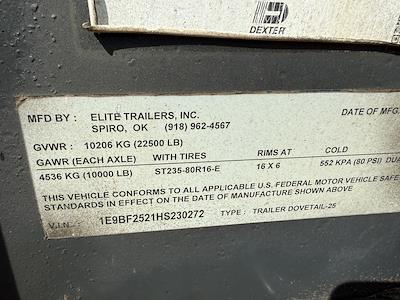 DEXTER
MFD BY : ELITE TRAILERS, INC. DATE OF MFG.
SPIRO, OK (918) 962-4567
GVWR : 10206 KG (22500 LB)
GAWR (EACH AXLE) WITH TIRES RIMS AT COLD
4536 KG (10000 LB) ST235-80R16-E 16 X 6 552 KPA (80 PSI) DUA
THIS VEHICLE CONFORMS TO ALL APPLICABLE U.S. FEDERAL MOTOR VEHICLE SAFE
STANDARDS IN EFFECT ON THE DATE OF MANUFACTURE SHOWN ABOVE
V.I.N. 1E9BF2521HS230272 TYPE : TRAILER DOVETAIL-25